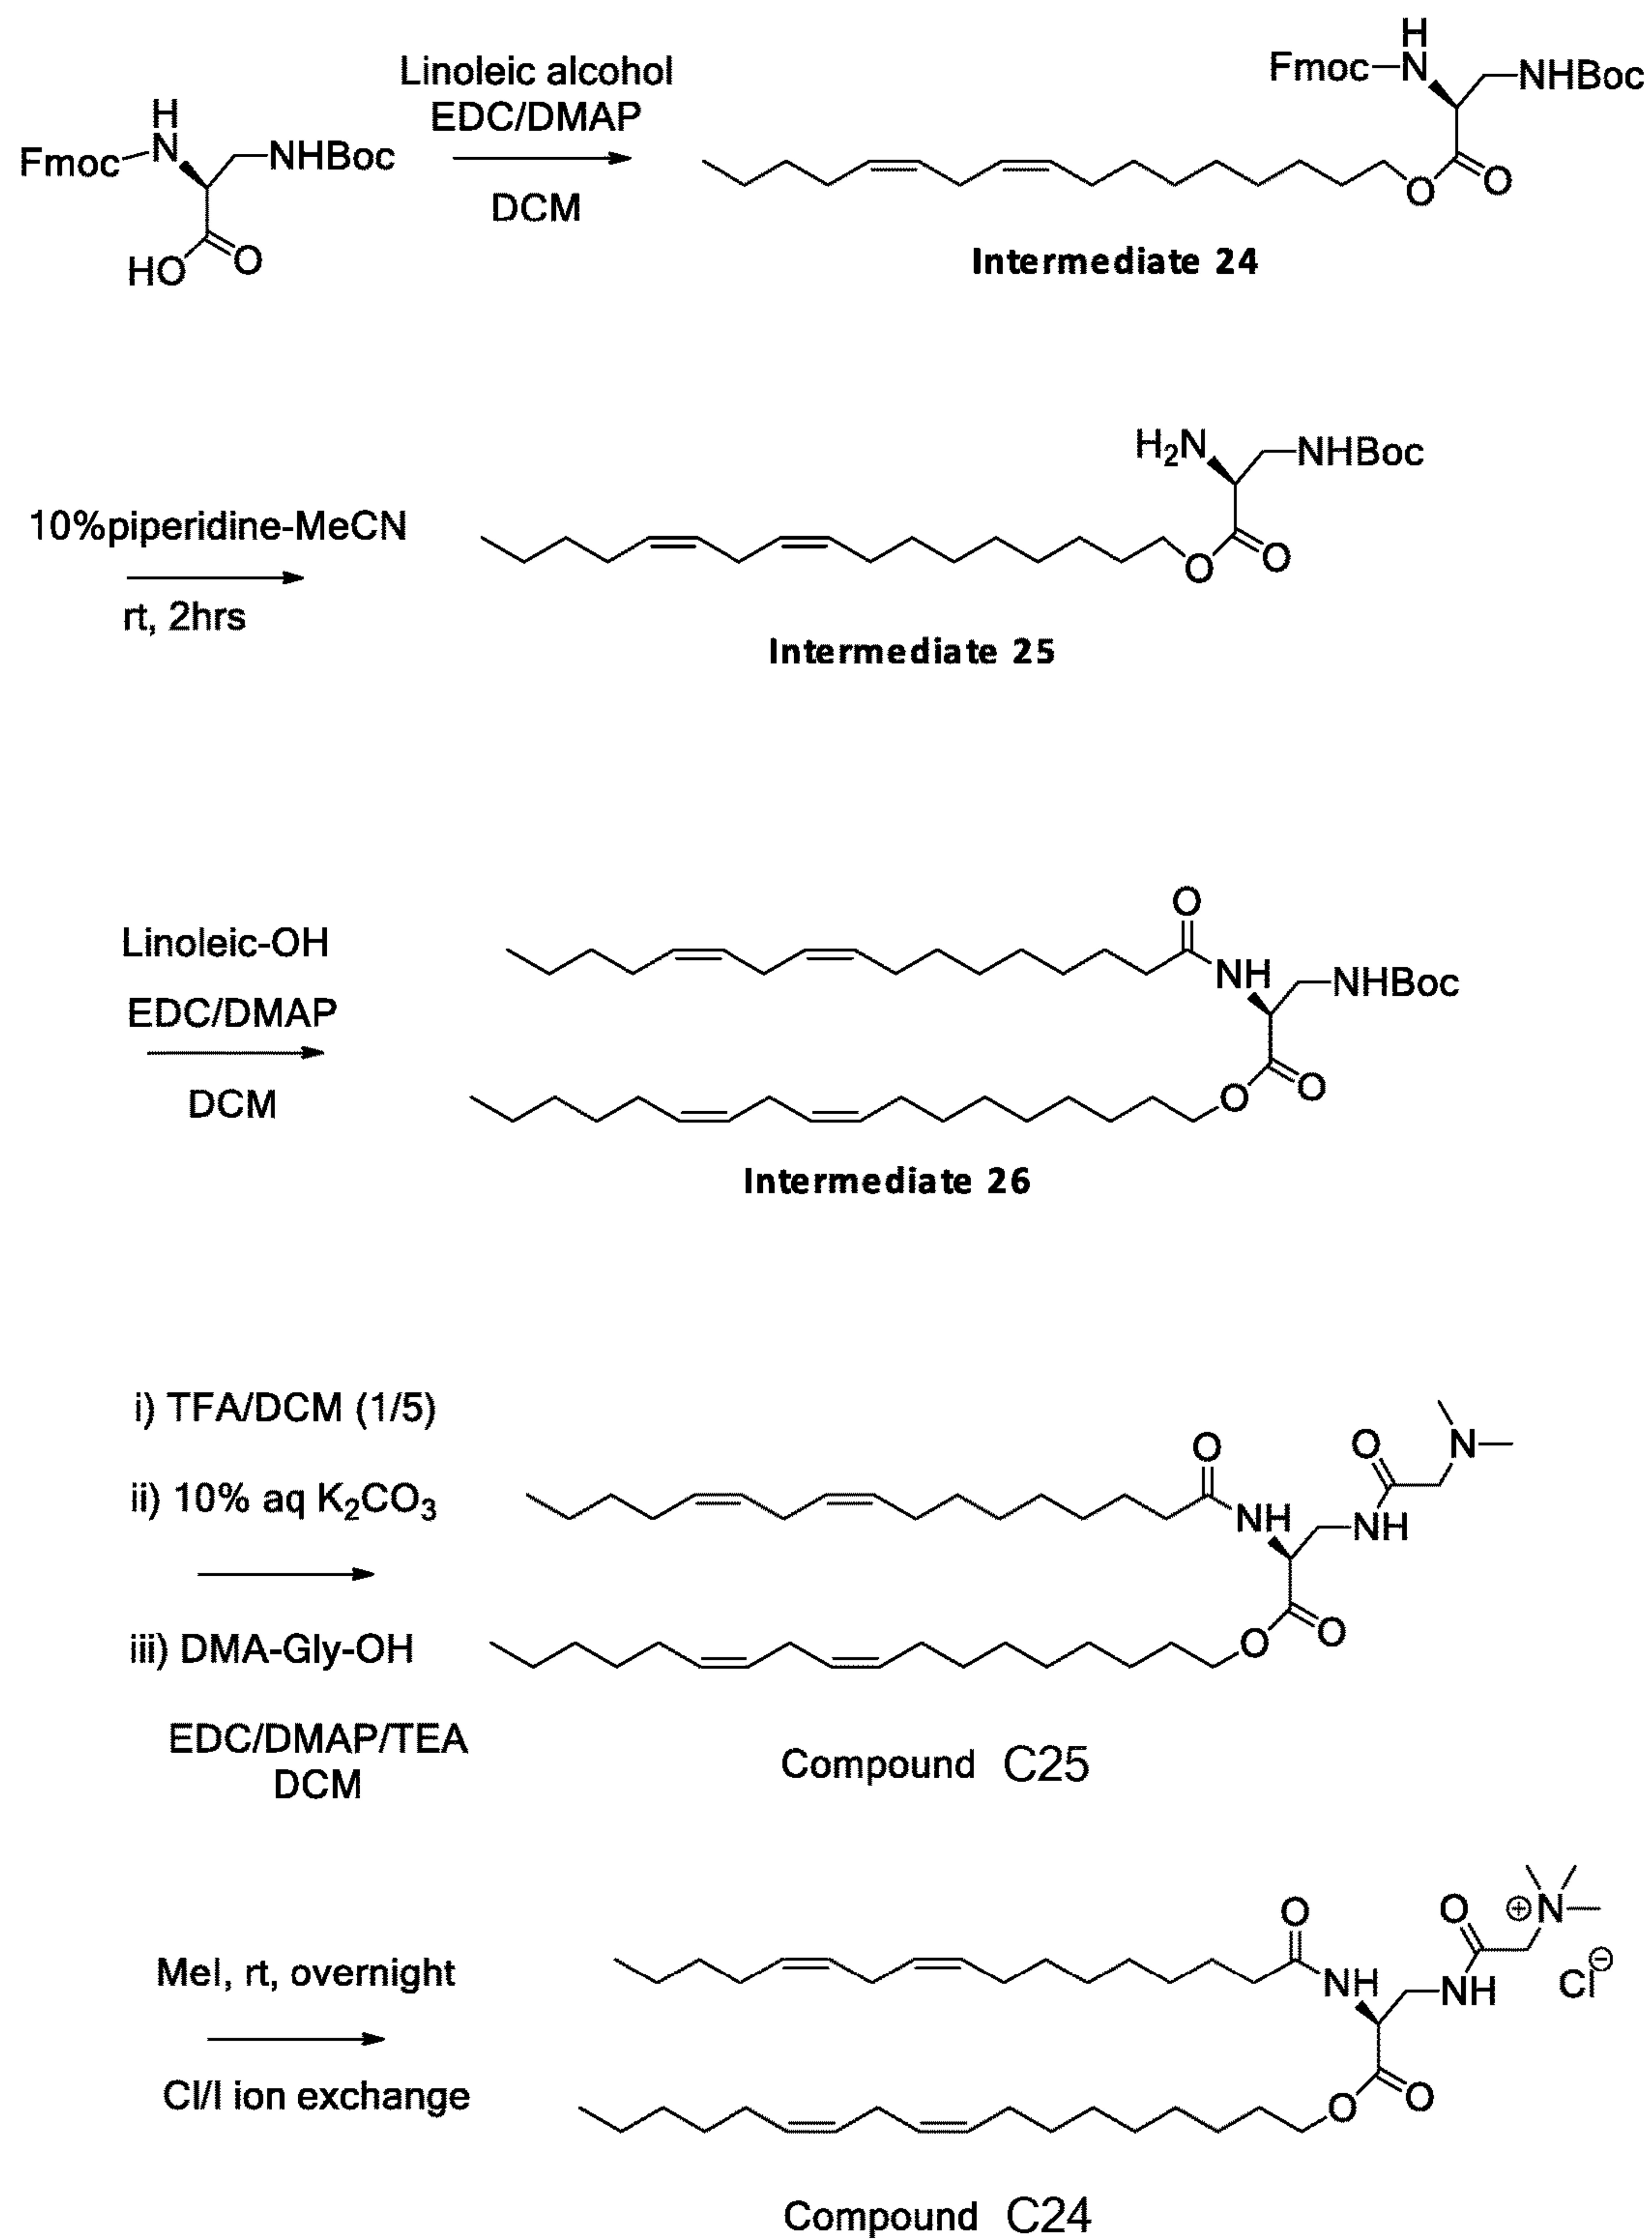 Linoleic alcohol
EDC/DMAP
DCM
Fmoc
H
N
NHBoc
HO
O
Fmoc
H
N
NHBoc
O
O
Intermediate 24
10%piperidine-MeCN
rt, 2hrs
H₂N
NHBoc
O
O
Intermediate 25
Linoleic-OH
EDC/DMAP
DCM
O
NH
NHBoc
O
O
Intermediate 26
i) TFA/DCM (1/5)
ii) 10% aq K₂CO₃
iii) DMA-Gly-OH
EDC/DMAP/TEA
DCM
O
NH
O
N
NH
O
O
Compound C25
MeI, rt, overnight
Cl/I ion exchange
O
NH
O
⊕N
NH
Cl⊖
O
O
Compound C24